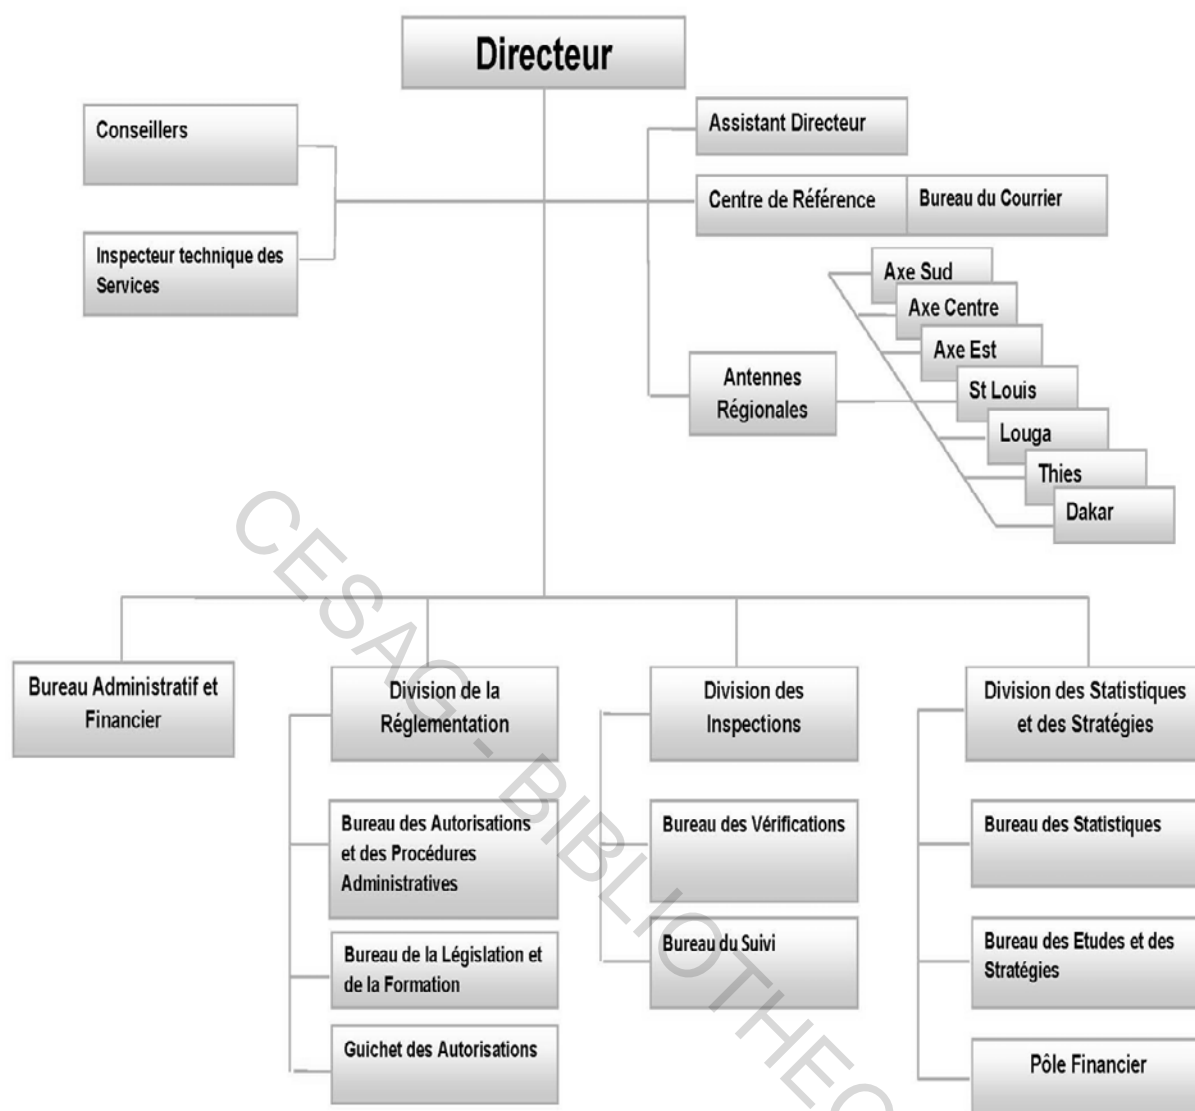 Directeur
Conseillers
Assistant Directeur
Centre de Référence
Bureau du Courrier
Inspecteur technique des
Services
Axe Sud
Axe Centre
Axe Est
St Louis
Louga
Thies
Dakar
Antennes
Régionales
Bureau Administratif et
Financier
Division de la
Réglementation
Division des
Inspections
Division des Statistiques
et des Stratégies
Bureau des Autorisations
et des Procédures
Administratives
Bureau de la Législation et
de la Formation
Guichet des Autorisations
Bureau des Vérifications
Bureau du Suivi
Bureau des Statistiques
Bureau des Etudes et des
Stratégies
Pôle Financier
CESAG - BIBLIOTHEQ